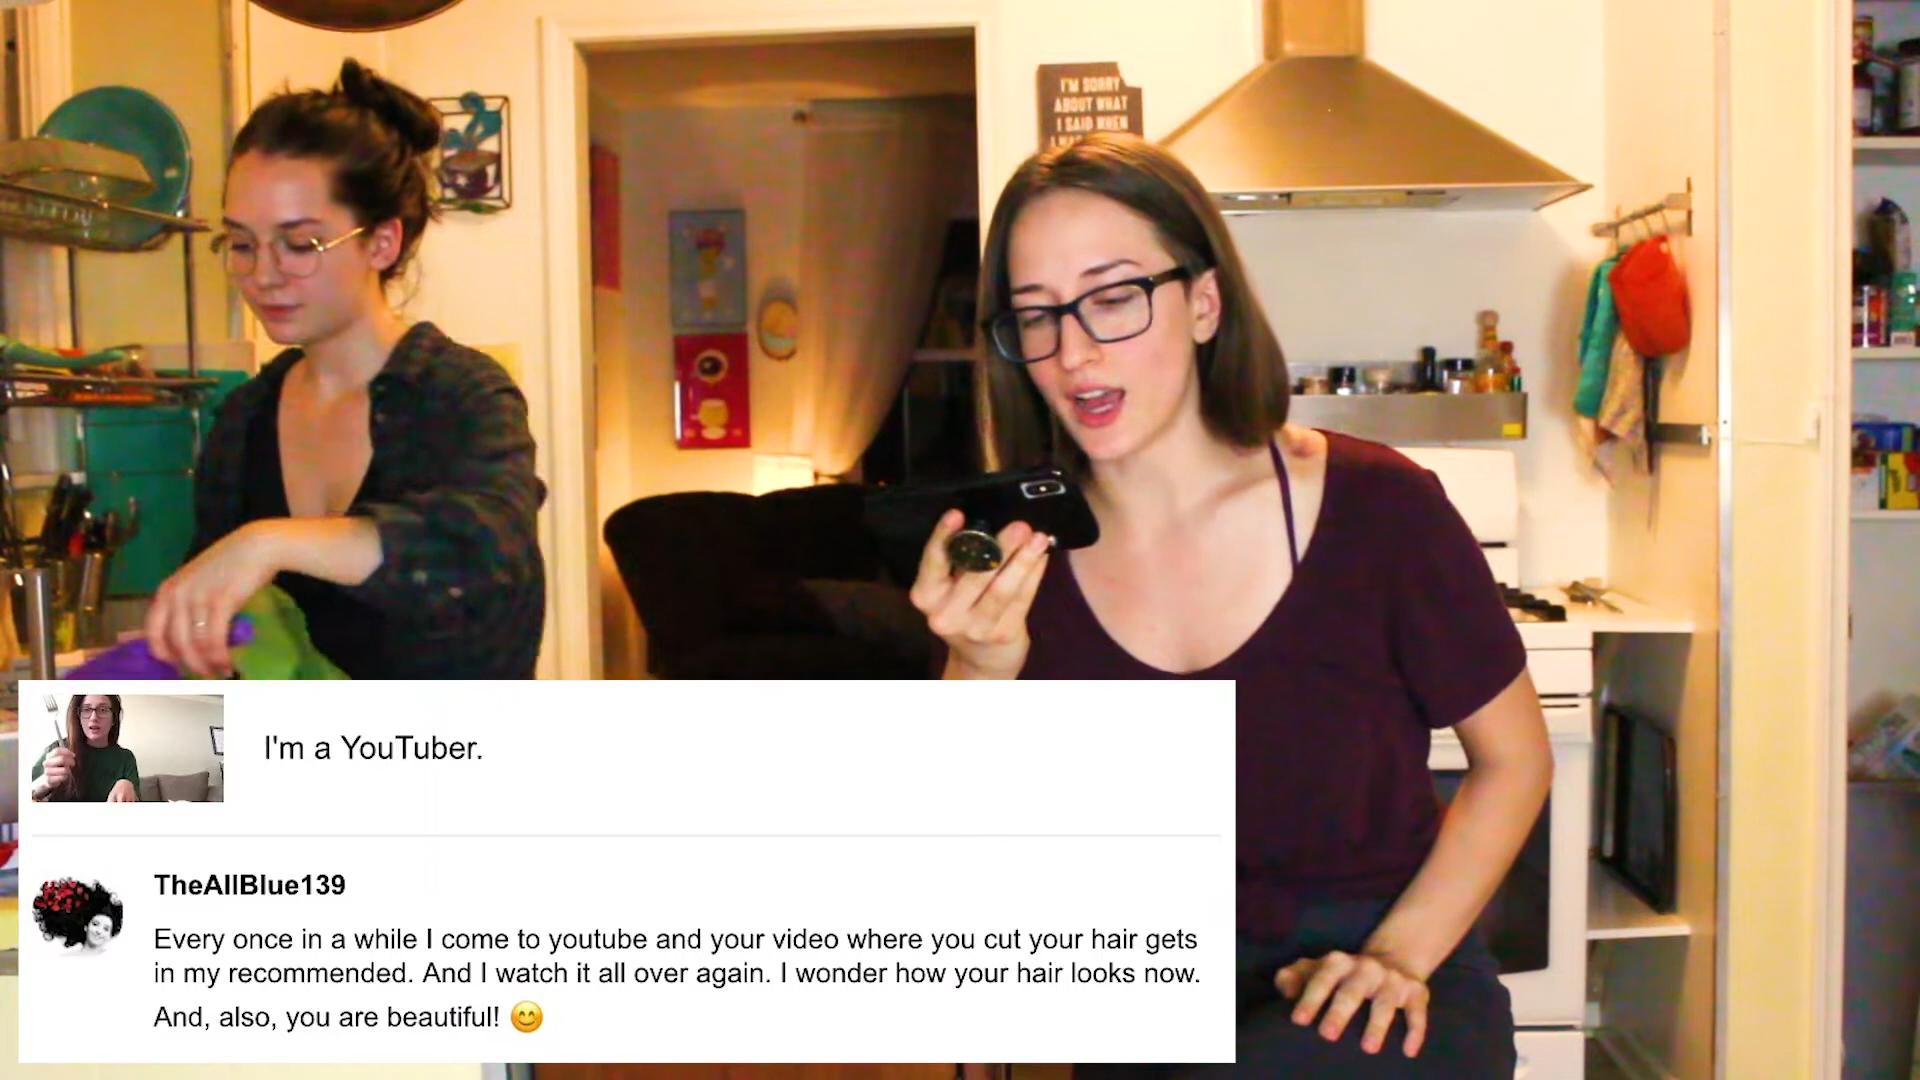 I'M SORRY
ABOUT WHAT
I SAID WHEN
I'm a YouTuber.
TheAllBlue139
Every once in a while I come to youtube and your video where you cut your hair gets
in my recommended. And I watch it all over again. I wonder how your hair looks now.
And, also, you are beautiful! 😊